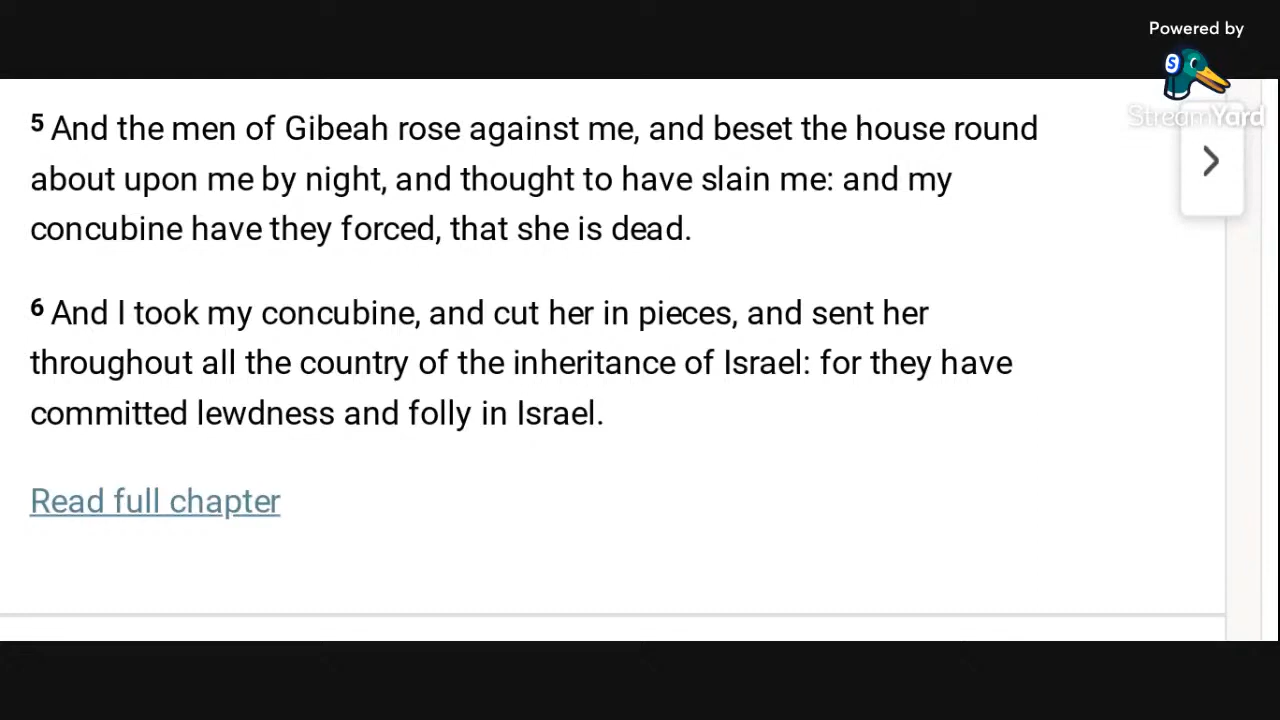 Powered by
S
StreamYard
5 And the men of Gibeah rose against me, and beset the house round
about upon me by night, and thought to have slain me: and my
concubine have they forced, that she is dead.
6 And I took my concubine, and cut her in pieces, and sent her
throughout all the country of the inheritance of Israel: for they have
committed lewdness and folly in Israel.
Read full chapter